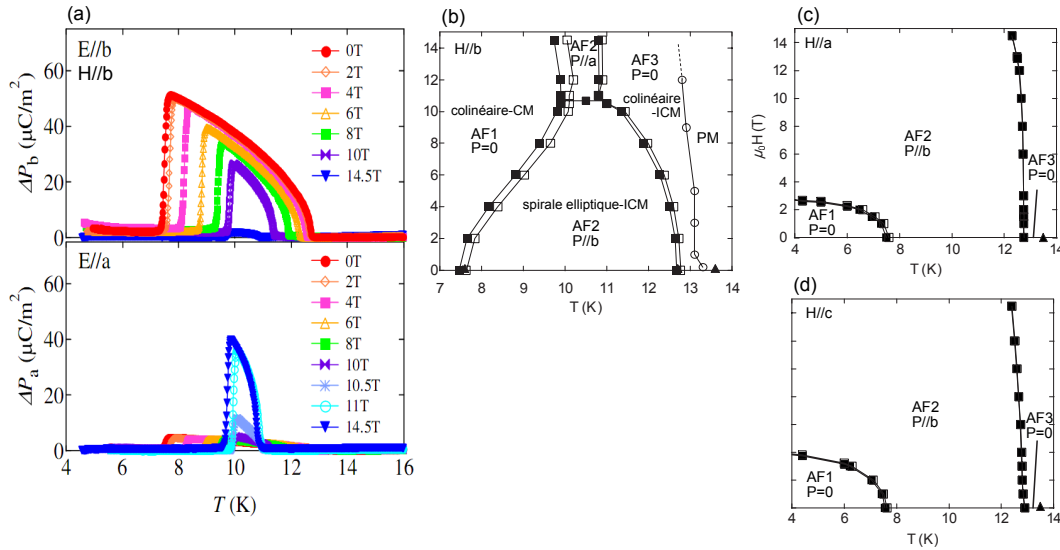 (a)
E//b
H//b
0T
2T
4T
6T
8T
10T
14.5T
60
40
20
0
ΔPb (μC/m²)
E//a
0T
2T
4T
6T
8T
10T
10.5T
11T
14.5T
60
40
20
0
ΔPa (μC/m²)
4 6 8 10 12 14 16
T (K)
(b)
H//b
14
12
10
8
6
4
2
0
AF2
P//a
AF3
P=0
colinéaire-CM
colinéaire
-ICM
AF1
P=0
PM
spirale elliptique-ICM
AF2
P//b
7 8 9 10 11 12 13 14
T (K)
(c)
H//a
μ₀H (T)
14
12
10
8
6
4
2
0
AF2
P//b
AF3
P=0
AF1
P=0
4 6 8 10 12 14
T (K)
(d)
H//c
AF2
P//b
AF3
P=0
AF1
P=0
4 6 8 10 12 14
T (K)